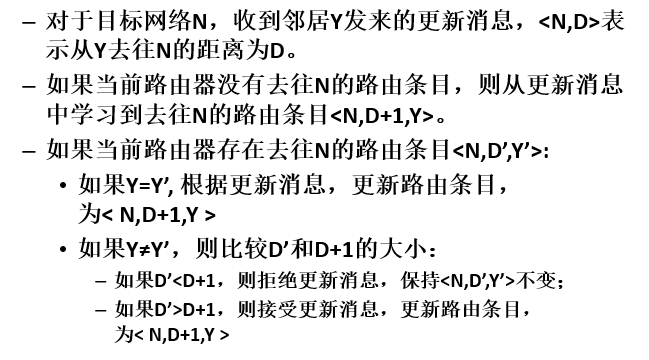 – 对于目标网络N，收到邻居Y发来的更新消息，<N,D>表
示从Y去往N的距离为D。
– 如果当前路由器没有去往N的路由条目，则从更新消息
中学习到去往N的路由条目<N,D+1,Y>。
– 如果当前路由器存在去往N的路由条目<N,D’,Y’>:
• 如果Y=Y’, 根据更新消息，更新路由条目，
为< N,D+1,Y >
• 如果Y≠Y’，则比较D’和D+1的大小：
– 如果D’<D+1，则拒绝更新消息，保持<N,D’,Y’>不变；
– 如果D’>D+1，则接受更新消息，更新路由条目，
为< N,D+1,Y >